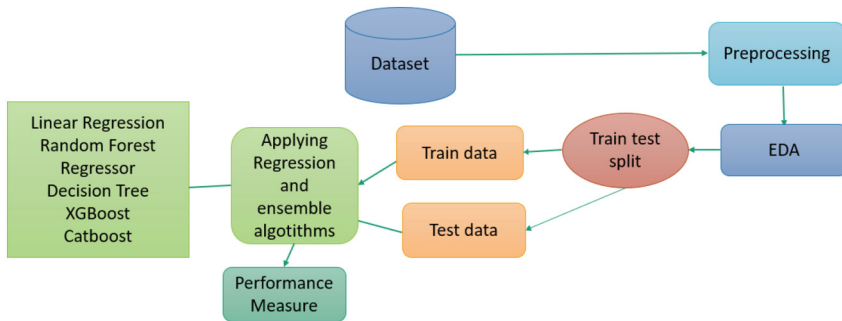 Dataset
Preprocessing
EDA
Train test
split
Train data
Test data
Applying
Regression
and
ensemble
algotithms
Linear Regression
Random Forest
Regressor
Decision Tree
XGBoost
Catboost
Performance
Measure